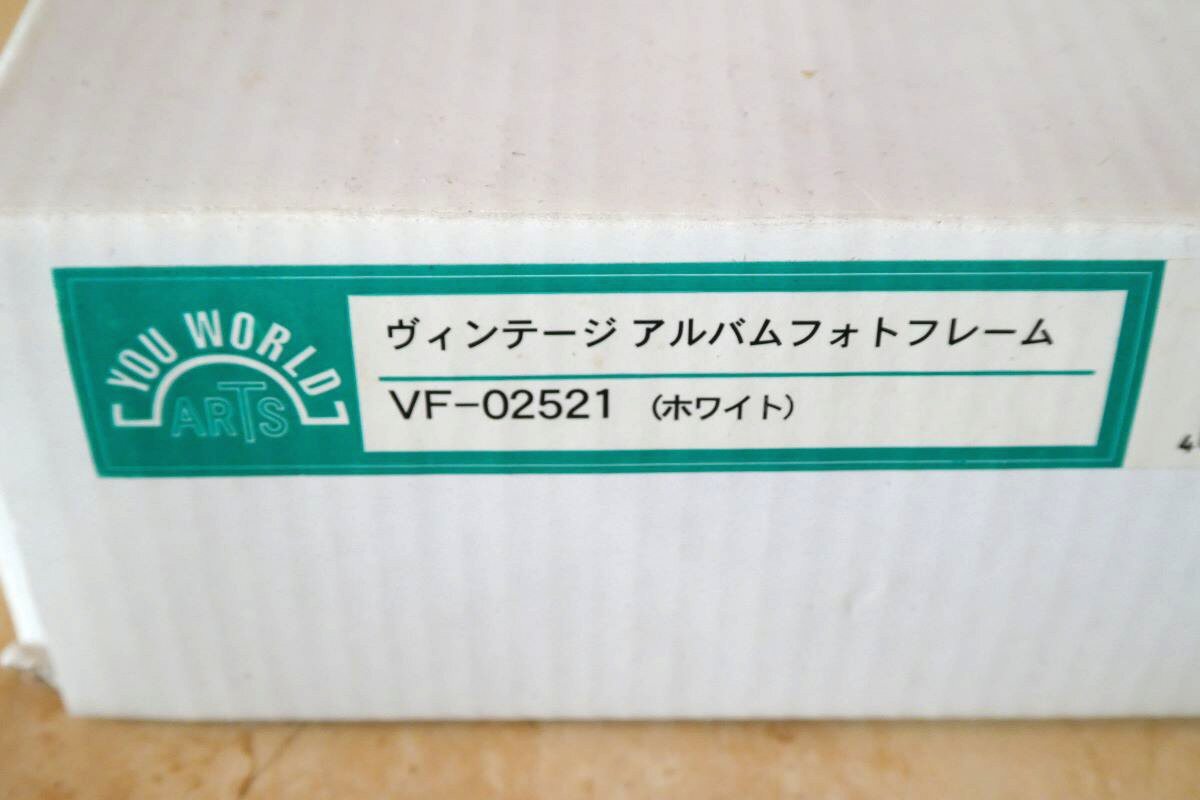 YOU WORLD
ARTS
ヴィンテージ アルバムフォトフレーム
VF-02521 (ホワイト)
4